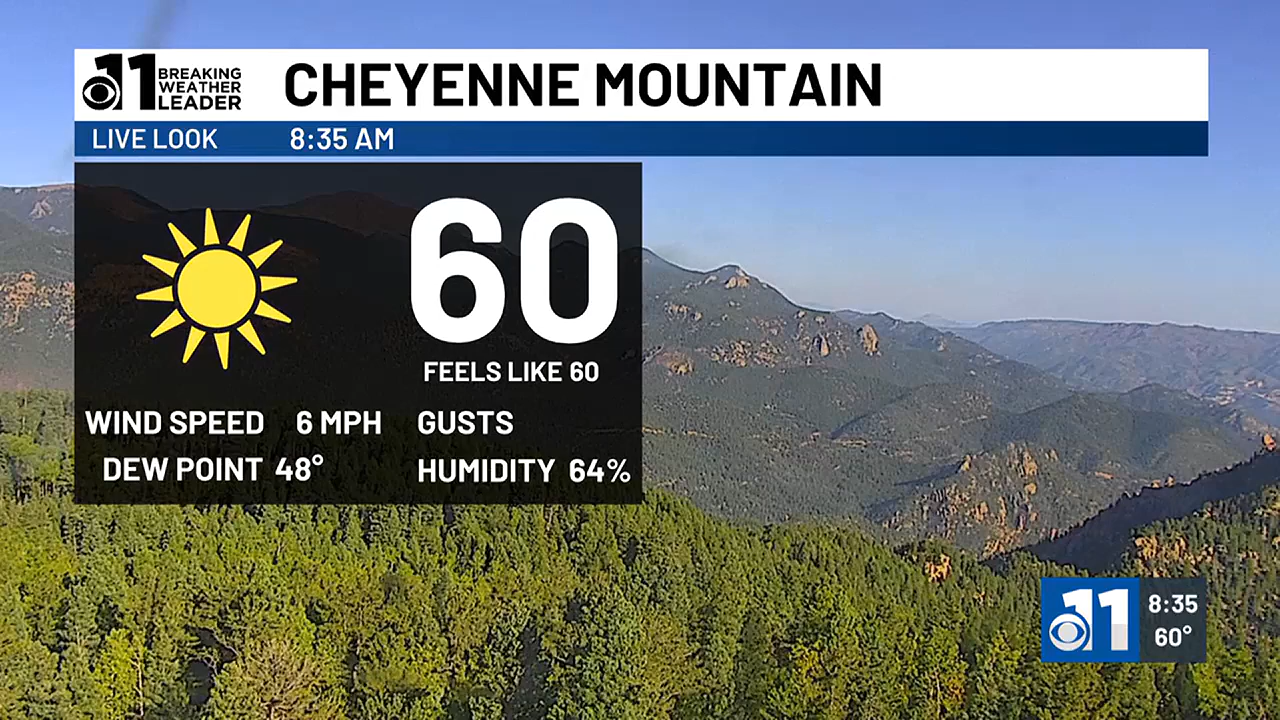 11 BREAKING WEATHER LEADER
CHEYENNE MOUNTAIN
LIVE LOOK 8:35 AM
60
FEELS LIKE 60
WIND SPEED 6 MPH GUSTS
DEW POINT 48° HUMIDITY 64%
11 8:35
60°